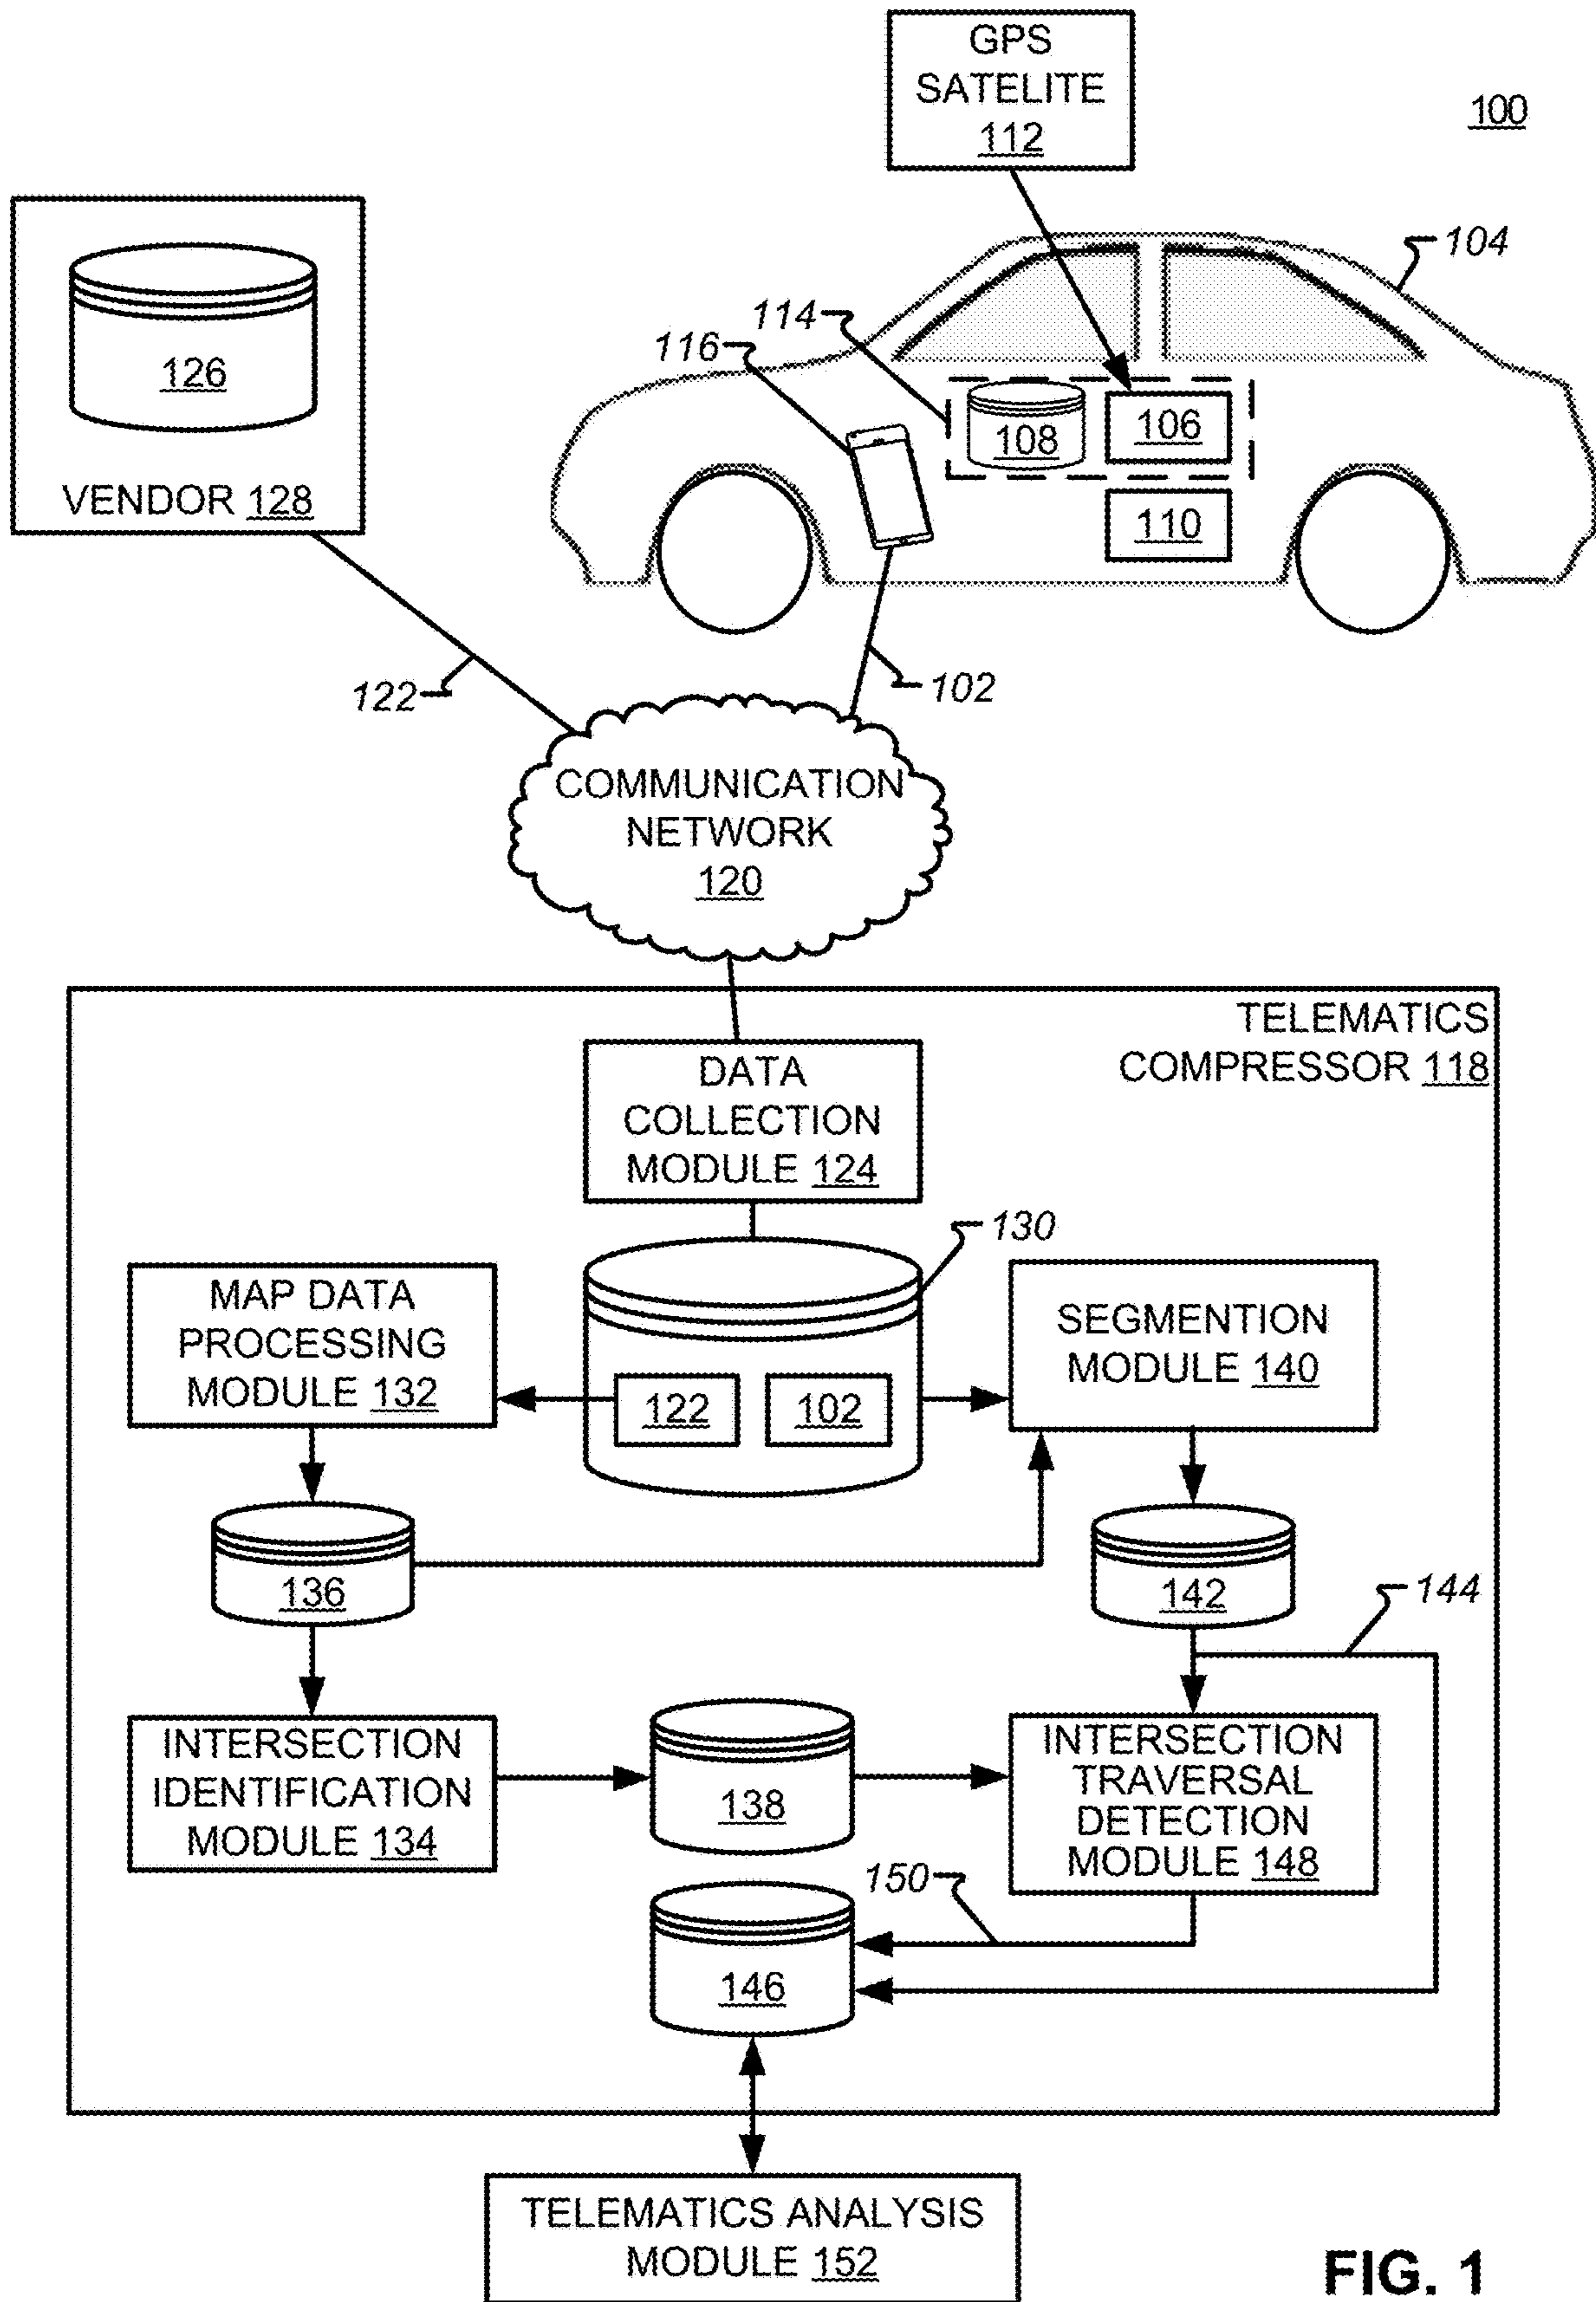 GPS
SATELITE
112
100
104
126
VENDOR 128
114
116
108
106
110
122
102
COMMUNICATION
NETWORK
120
TELEMATICS
COMPRESSOR 118
DATA
COLLECTION
MODULE 124
130
MAP DATA
PROCESSING
MODULE 132
122
102
SEGMENTION
MODULE 140
136
142
144
INTERSECTION
IDENTIFICATION
MODULE 134
138
INTERSECTION
TRAVERSAL
DETECTION
MODULE 148
150
146
TELEMATICS ANALYSIS
MODULE 152
FIG. 1